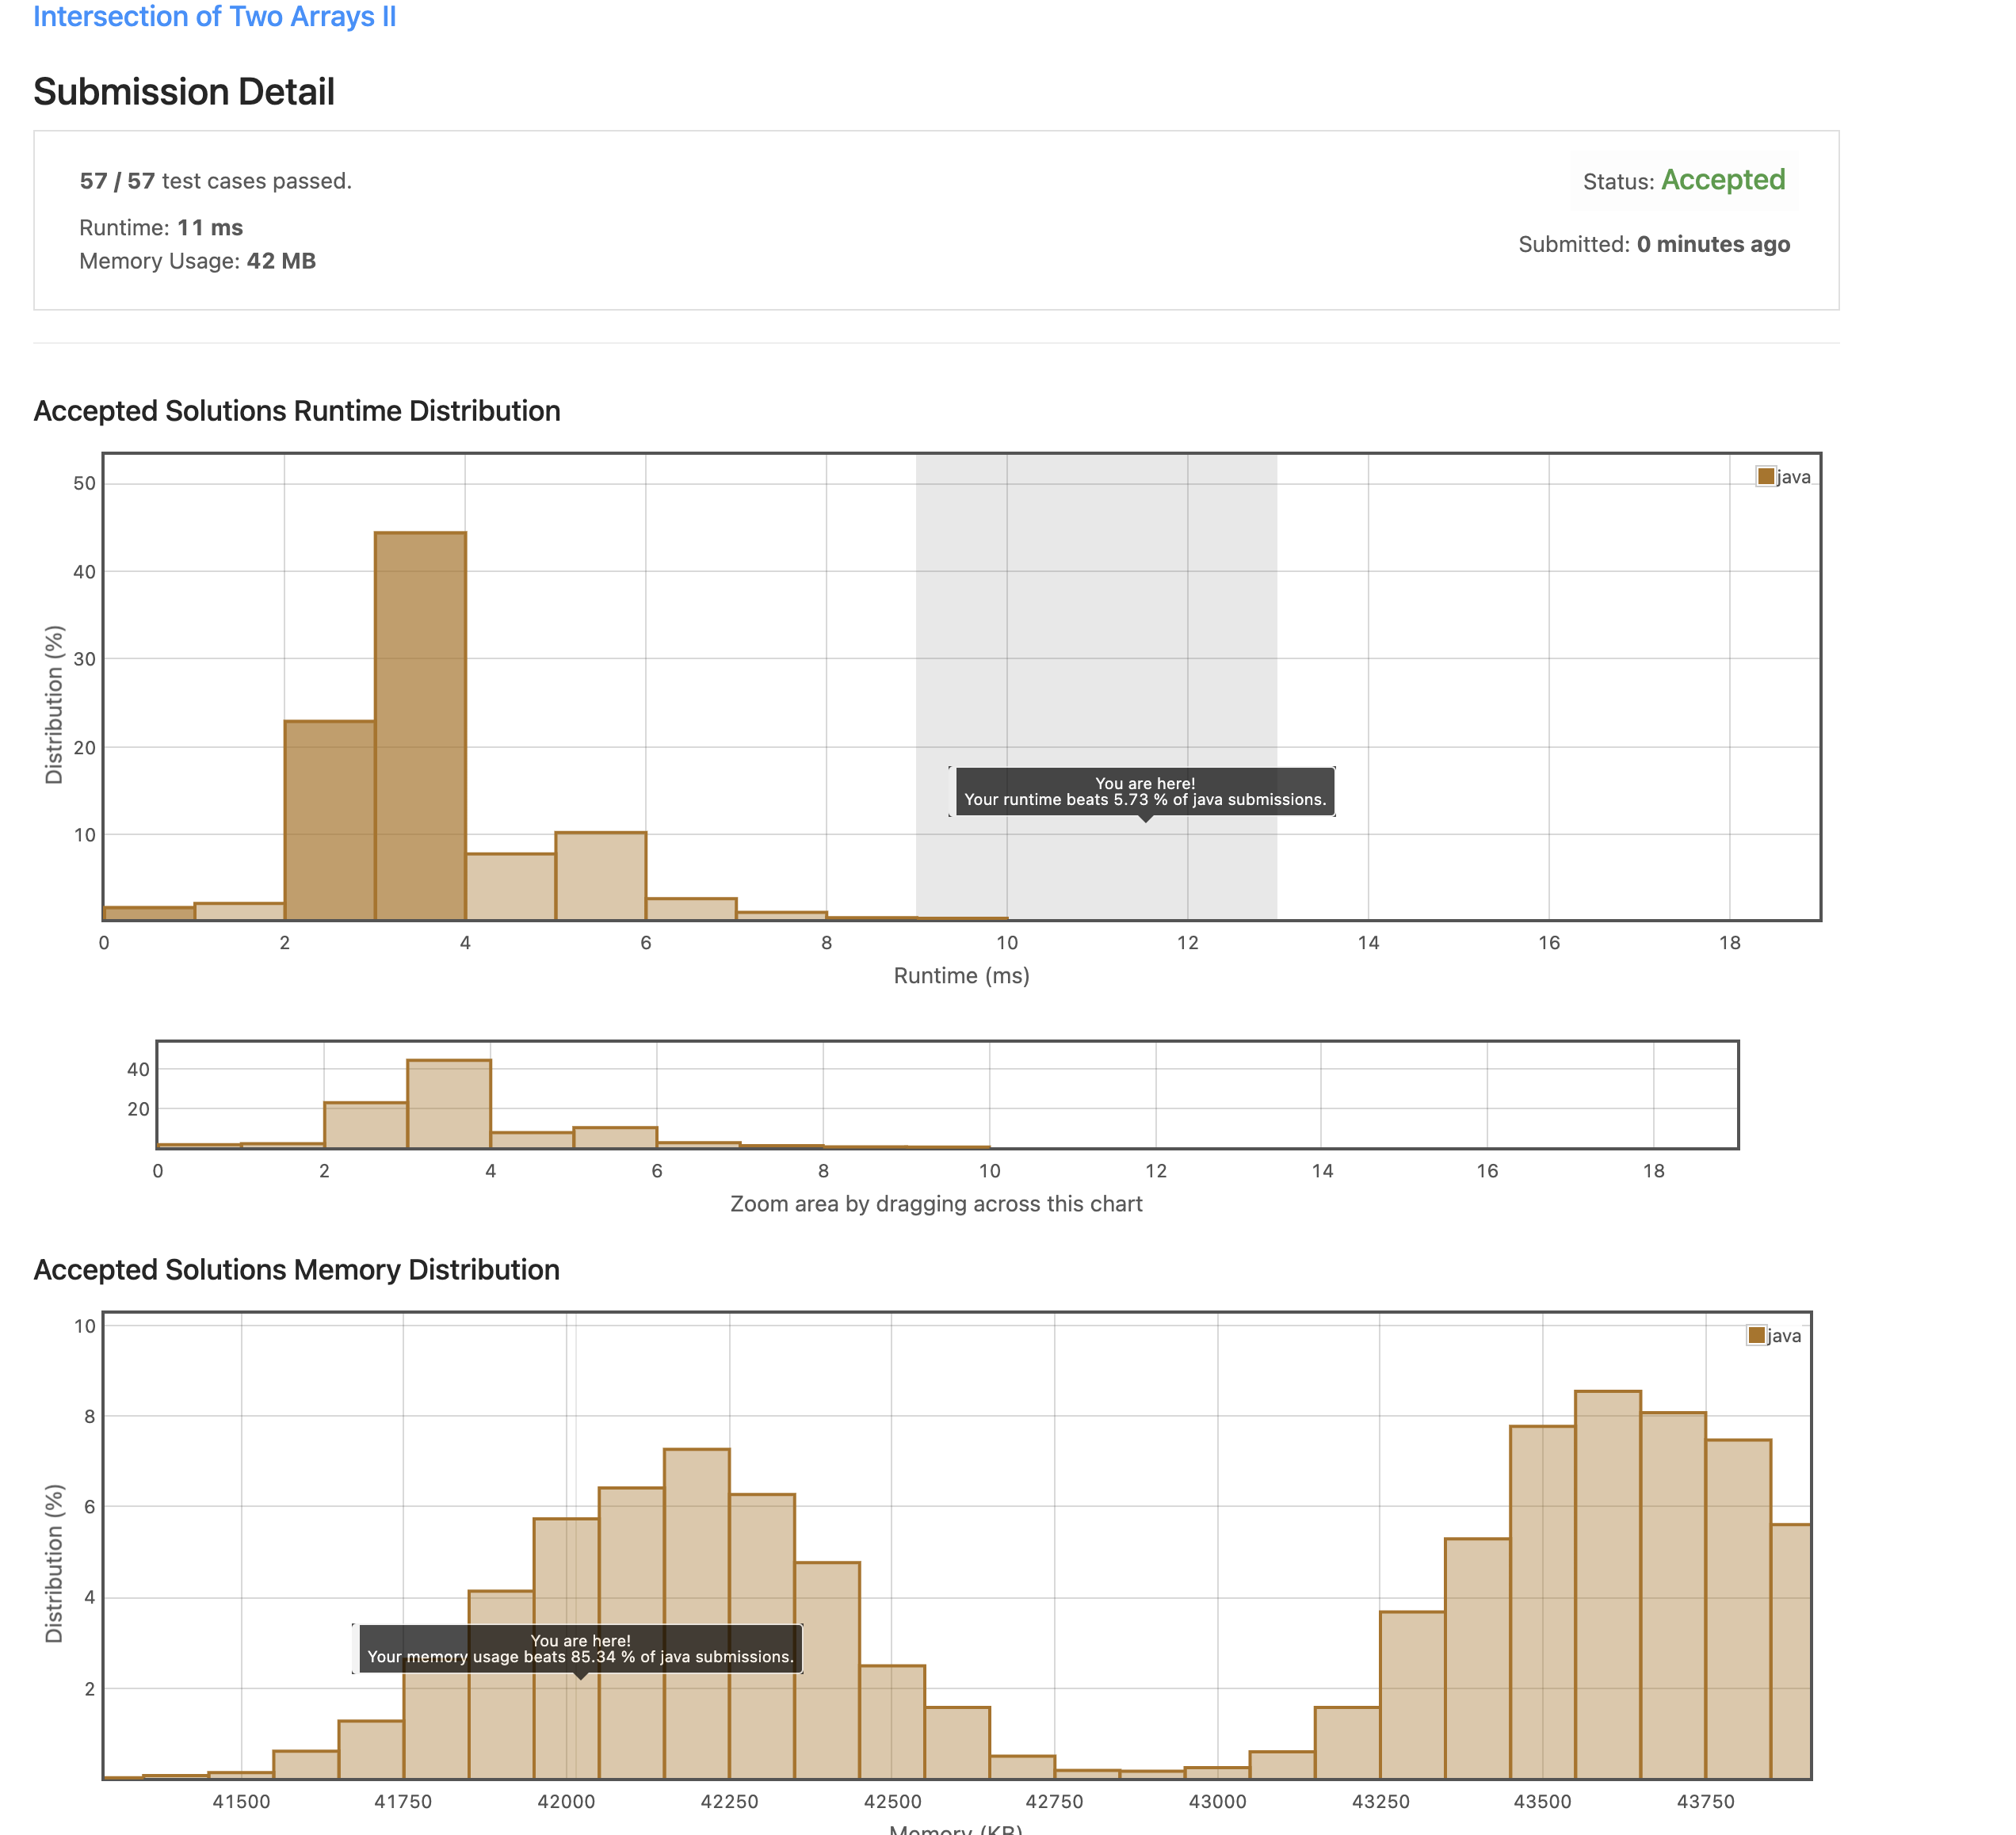 Intersection of Two Arrays II
Submission Detail
57 / 57 test cases passed.
Status: Accepted
Runtime: 11 ms
Submitted: 0 minutes ago
Memory Usage: 42 MB
Accepted Solutions Runtime Distribution
java
50
40
30
20
10
Distribution (%)
You are here!
Your runtime beats 5.73 % of java submissions.
0 2 4 6 8 10 12 14 16 18
Runtime (ms)
40
20
0 2 4 6 8 10 12 14 16 18
Zoom area by dragging across this chart
Accepted Solutions Memory Distribution
java
10
8
6
4
2
Distribution (%)
You are here!
Your memory usage beats 85.34 % of java submissions.
41500 41750 42000 42250 42500 42750 43000 43250 43500 43750
Memory (KB)